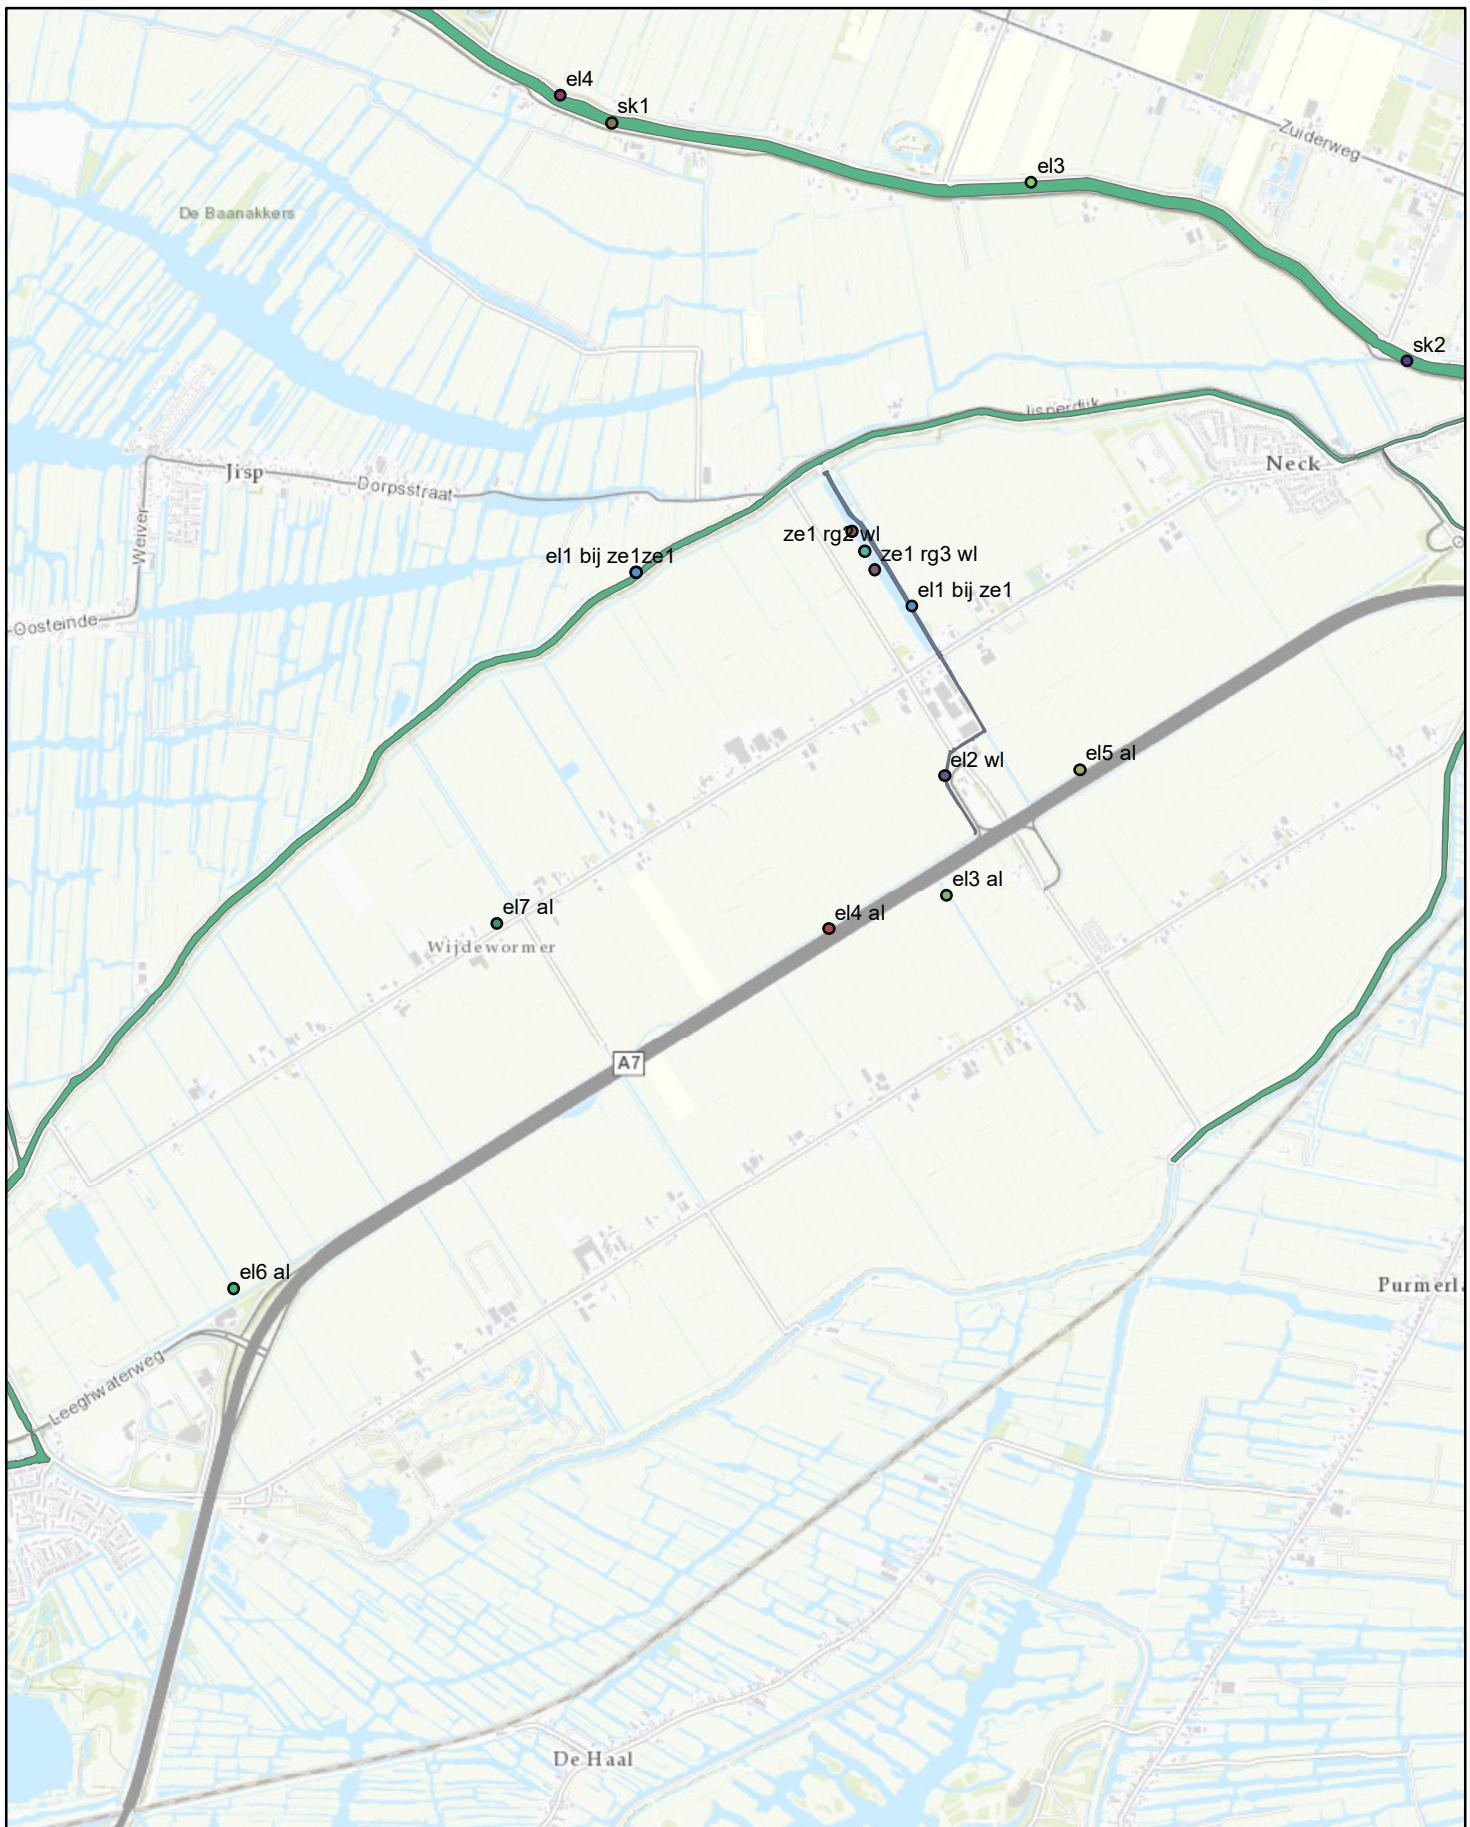 el4
sk1
Zuiderweg
el3
De Baanakkers
sk2
Jisperdijk
Neck
Jisp
Dorpsstraat
Weiver
ze1 rg2 wl
el1 bij ze1ze1
ze1 rg3 wl
el1 bij ze1
Oosteinde
el2 wl
el5 al
el3 al
el7 al
el4 al
Wijdewormer
A7
el6 al
Purmerla
Leeghwaterweg
De Haal